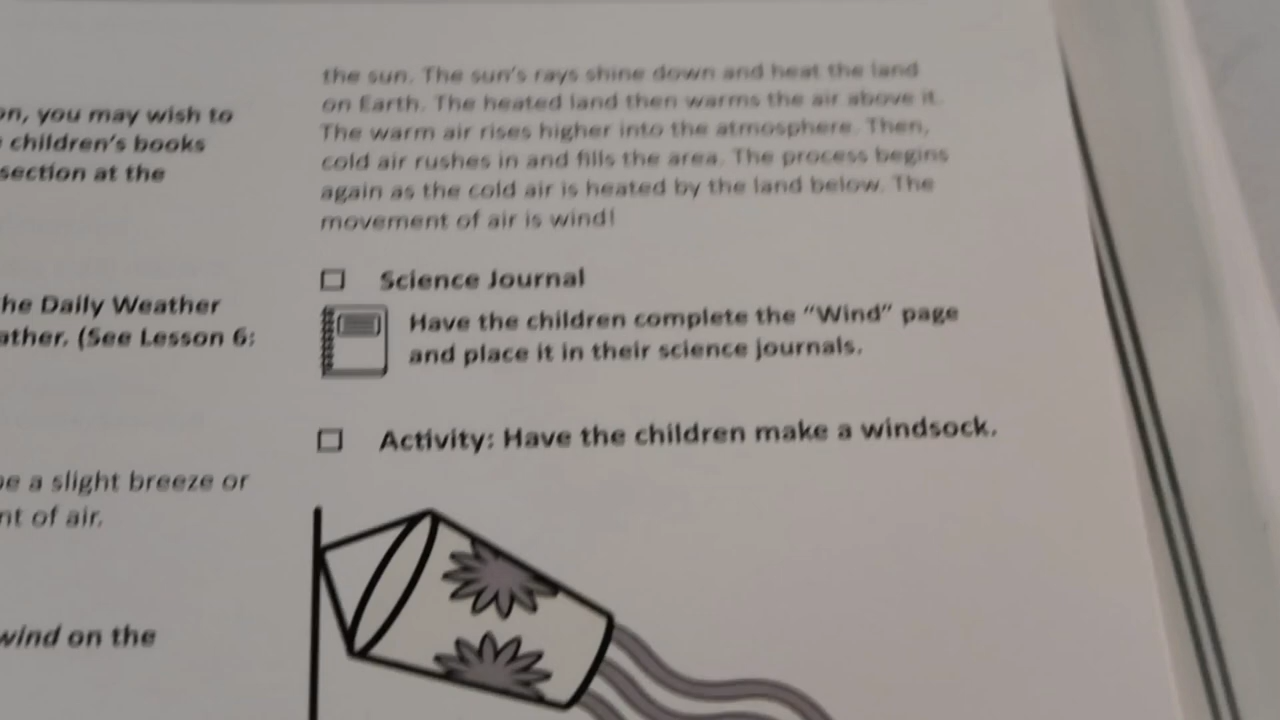 on, you may wish to
children's books
section at the
he Daily Weather
ather. (See Lesson 6:
be a slight breeze or
nt of air.
wind on the
the sun. The sun's rays shine down and heat the land
on Earth. The heated land then warms the air above it.
The warm air rises higher into the atmosphere. Then,
cold air rushes in and fills the area. The process begins
again as the cold air is heated by the land below. The
movement of air is wind!
Science Journal
Have the children complete the “Wind” page
and place it in their science journals.
Activity: Have the children make a windsock.